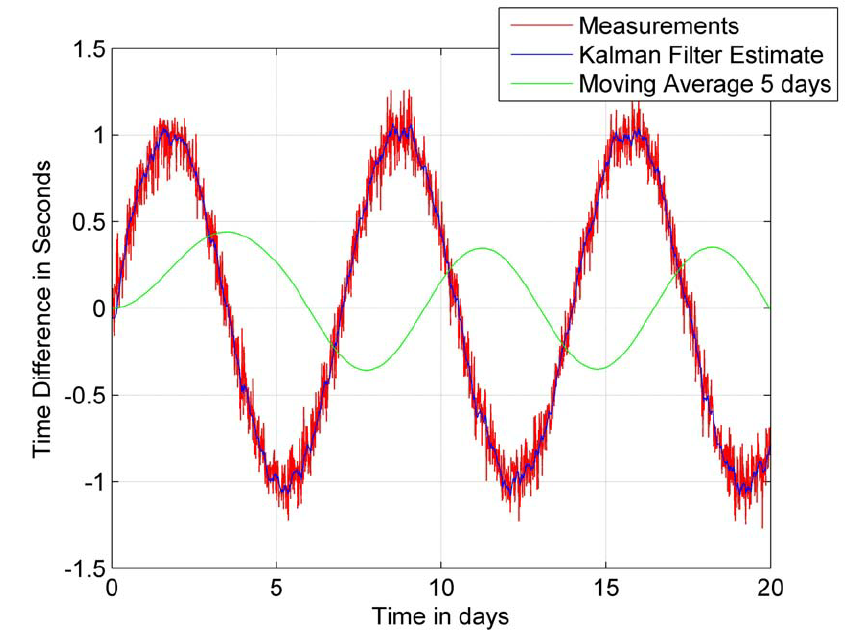 Measurements
Kalman Filter Estimate
Moving Average 5 days
1.5
1
0.5
0
-0.5
-1
-1.5
Time Difference in Seconds
0 5 10 15 20
Time in days